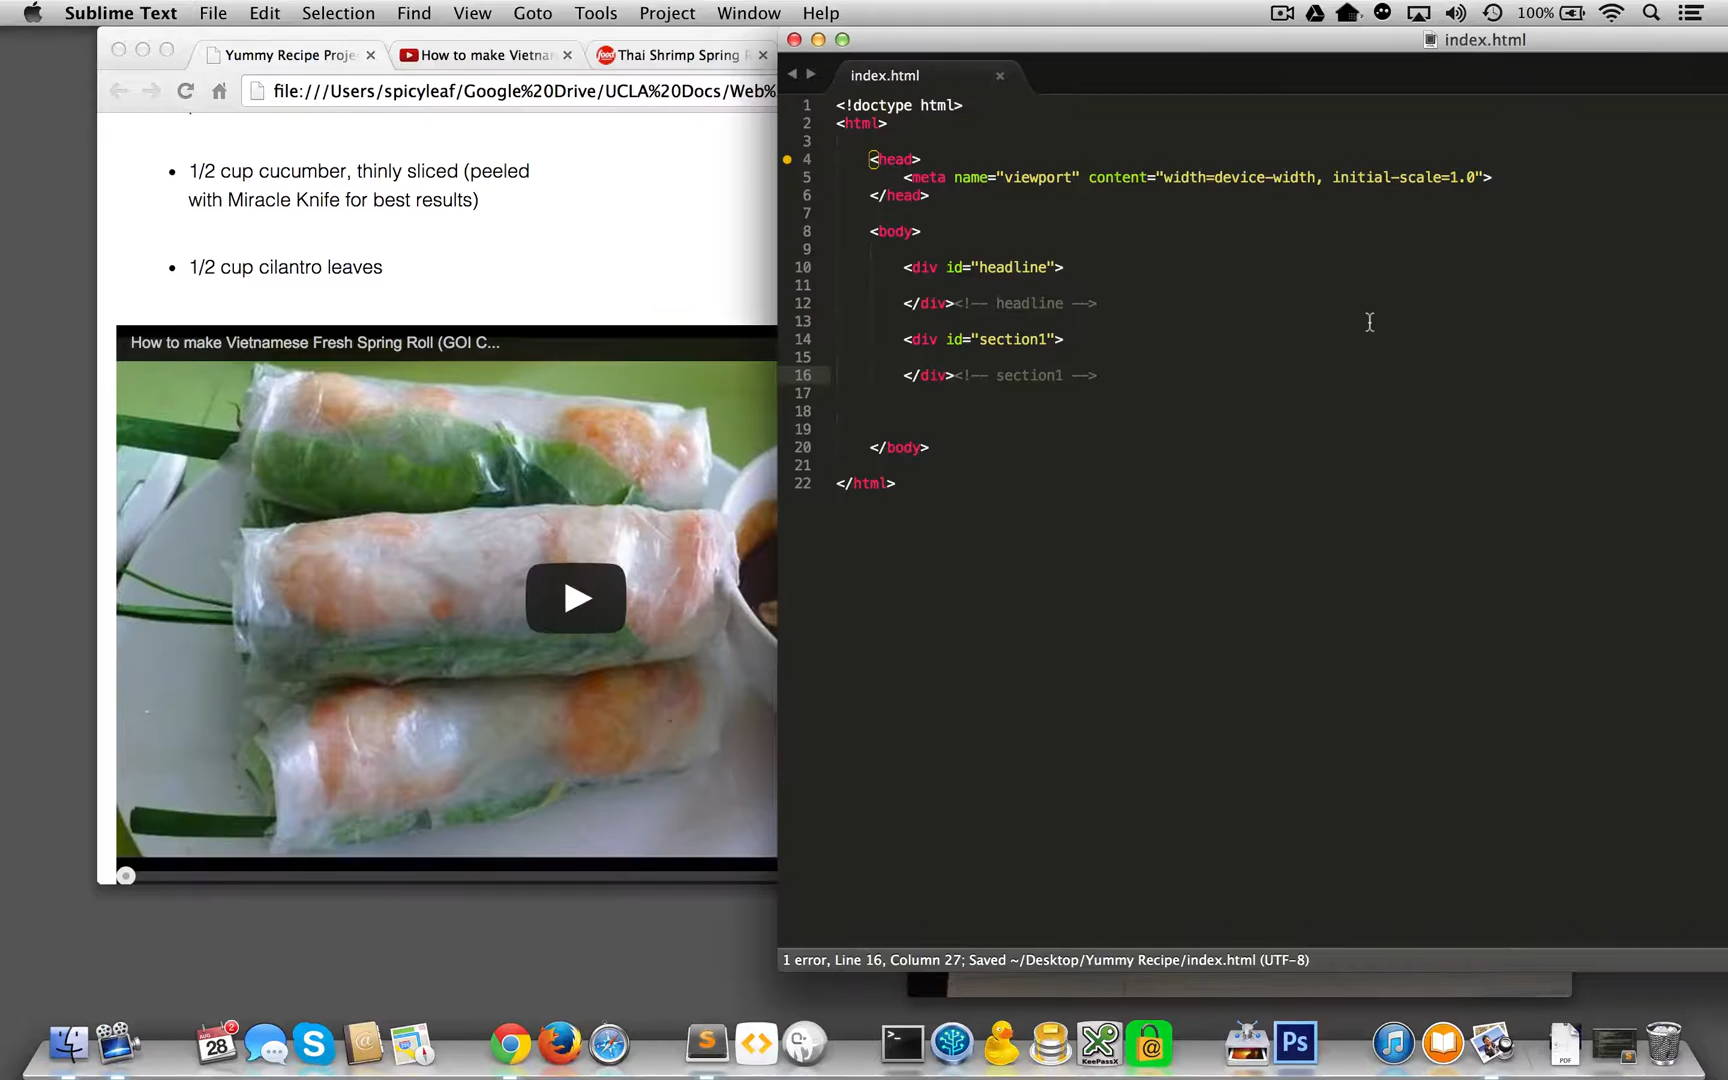 Sublime Text File Edit Selection Find View Goto Tools Project Window Help 100%
Yummy Recipe Proje
How to make Vietnam
Thai Shrimp Spring R
file:///Users/spicyleaf/Google%20Drive/UCLA%20Docs/Web%
1/2 cup cucumber, thinly sliced (peeled
with Miracle Knife for best results)
1/2 cup cilantro leaves
How to make Vietnamese Fresh Spring Roll (GOI C...
index.html
index.html
1 <!doctype html>
2 <html>
3
4 <head>
5 <meta name="viewport" content="width=device-width, initial-scale=1.0">
6 </head>
7
8 <body>
9
10 <div id="headline">
11
12 </div><!-- headline -->
13
14 <div id="section1">
15
16 </div><!-- section1 -->
17
18
19
20 </body>
21
22 </html>
1 error, Line 16, Column 27; Saved ~/Desktop/Yummy Recipe/index.html (UTF-8)
AUG
28
2
KeePassX
Ps
PDF